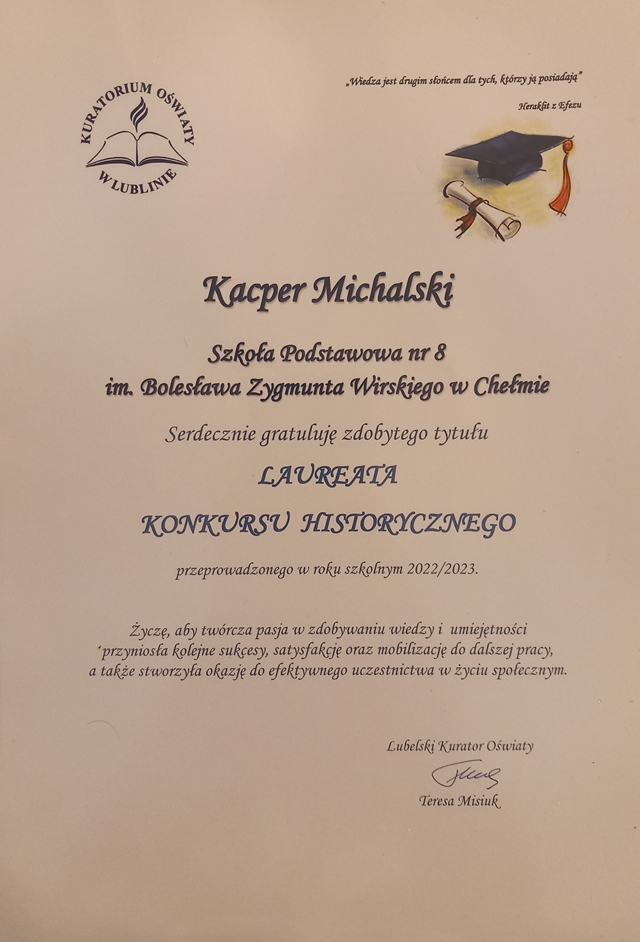 KURATORIUM OŚWIATY
W LUBLINIE
„Wiedza jest drugim słońcem dla tych, którzy ją posiadają”
Heraklit z Efezu
Kacper Michalski
Szkoła Podstawowa nr 8
im. Bolesława Zygmunta Wirskiego w Chełmie
Serdecznie gratuluję zdobytego tytułu
LAUREATA
KONKURSU HISTORYCZNEGO
przeprowadzonego w roku szkolnym 2022/2023.
Życzę, aby twórcza pasja w zdobywaniu wiedzy i umiejętności
przyniosła kolejne sukcesy, satysfakcję oraz mobilizację do dalszej pracy,
a także stworzyła okazję do efektywnego uczestnictwa w życiu społecznym.
Lubelski Kurator Oświaty
Teresa Misiuk